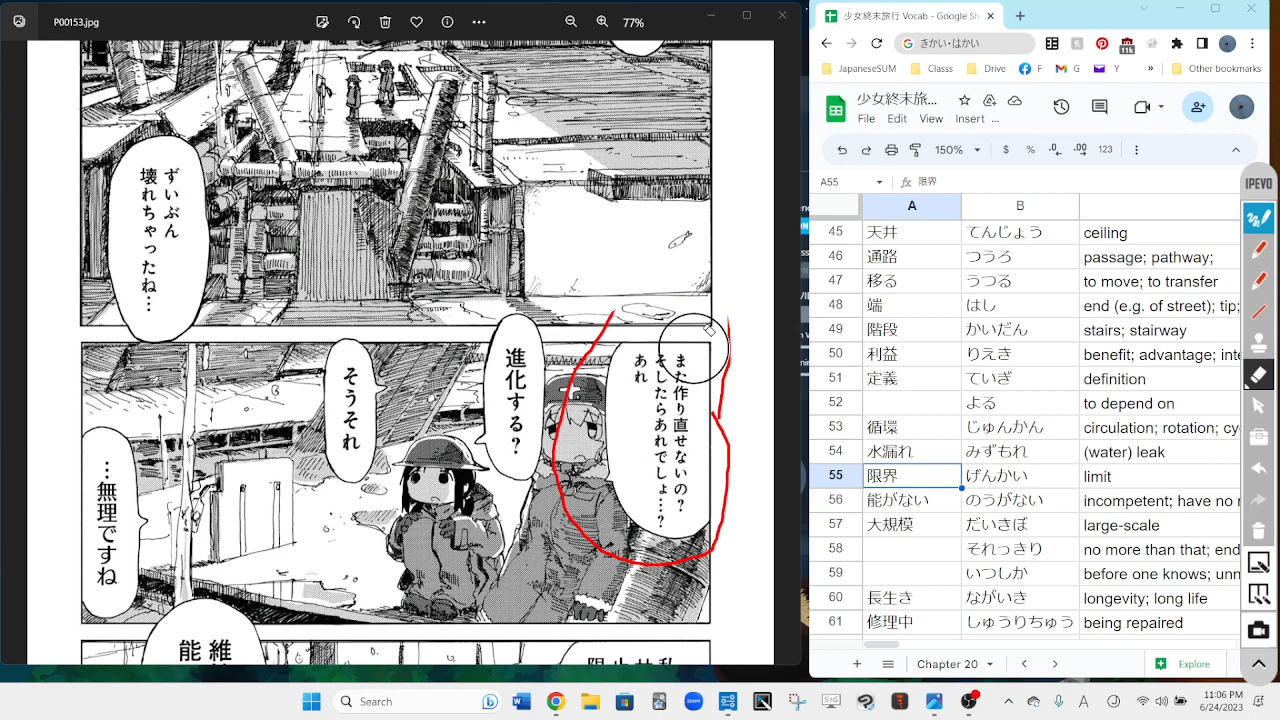 P00153.jpg
77%
ずいぶん
壊れちゃったね…
また作り直せないの?
そしたらあれでしょ…?
あれ
進化する?
そうそれ
…無理ですね
維
能
少女終末旅行 Vocab - Google Sh
ざかい-はかい
11k
JapaneseSUM
Class
Drive
F
M G
Y
»
Other bookmarks
少女終末旅…
File
Edit
View
Insert
...
150%
$
%
.0
.00
123
A55
fx
限界
A
B
45
天井
てんじょう
ceiling
46
通路
つうろ
passage; pathway;
47
移る
うつる
to move; to transfer
48
端
はし
end (e.g. of street); tip
49
階段
かいだん
stairs; stairway
50
利益
りえき
benefit; advantage;
51
定義
ていぎ
definition
52
よる
to depend on
53
循環
じゅんかん
circulation; rotation; cy
54
水漏れ
みずもれ
(water) leak
55
限界
げんかい
limit
56
能がない
のうがない
incompetent; have no
57
大規模
だいきぼ
large-scale
58
それっきり
no more than that; end
59
いつしか
before one knows; unn
60
長生き
ながいき
longevity; long life
61
修理中
しゅうりちゅう
being repaired
Chapter 20
Explore
IPEVO
Search
zoom
A
11:05 PM
6/24/2023